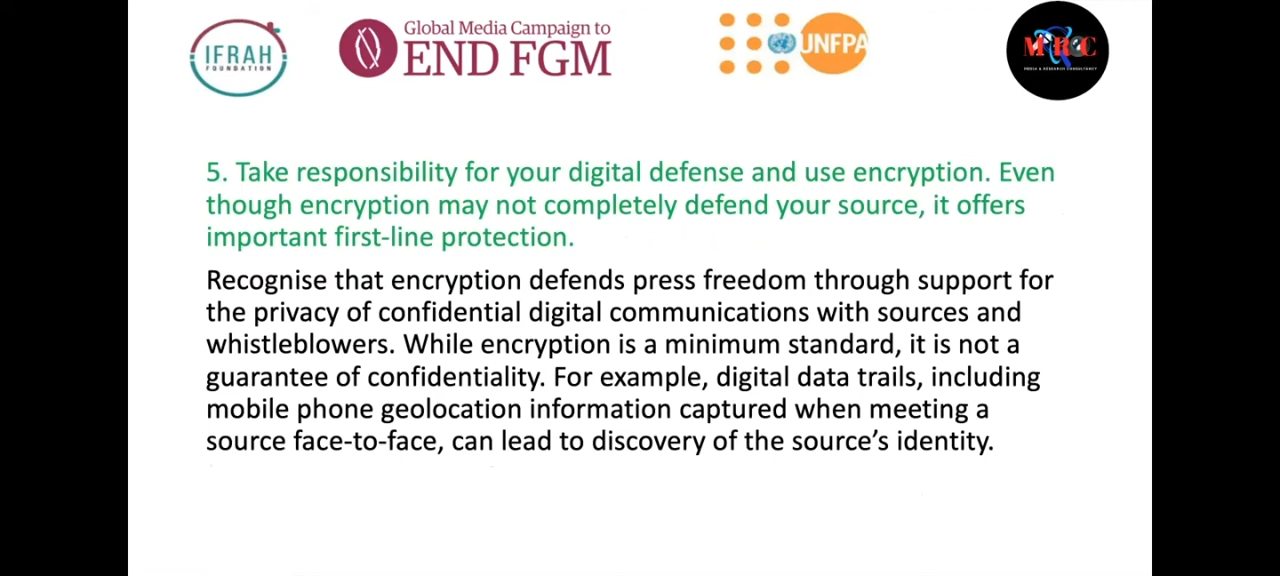 IFRAH
FOUNDATION
Global Media Campaign to
END FGM
UNFPA
MRC
MEDIA & RESEARCH CONSULTANCY
5. Take responsibility for your digital defense and use encryption. Even
though encryption may not completely defend your source, it offers
important first-line protection.
Recognise that encryption defends press freedom through support for
the privacy of confidential digital communications with sources and
whistleblowers. While encryption is a minimum standard, it is not a
guarantee of confidentiality. For example, digital data trails, including
mobile phone geolocation information captured when meeting a
source face-to-face, can lead to discovery of the source’s identity.